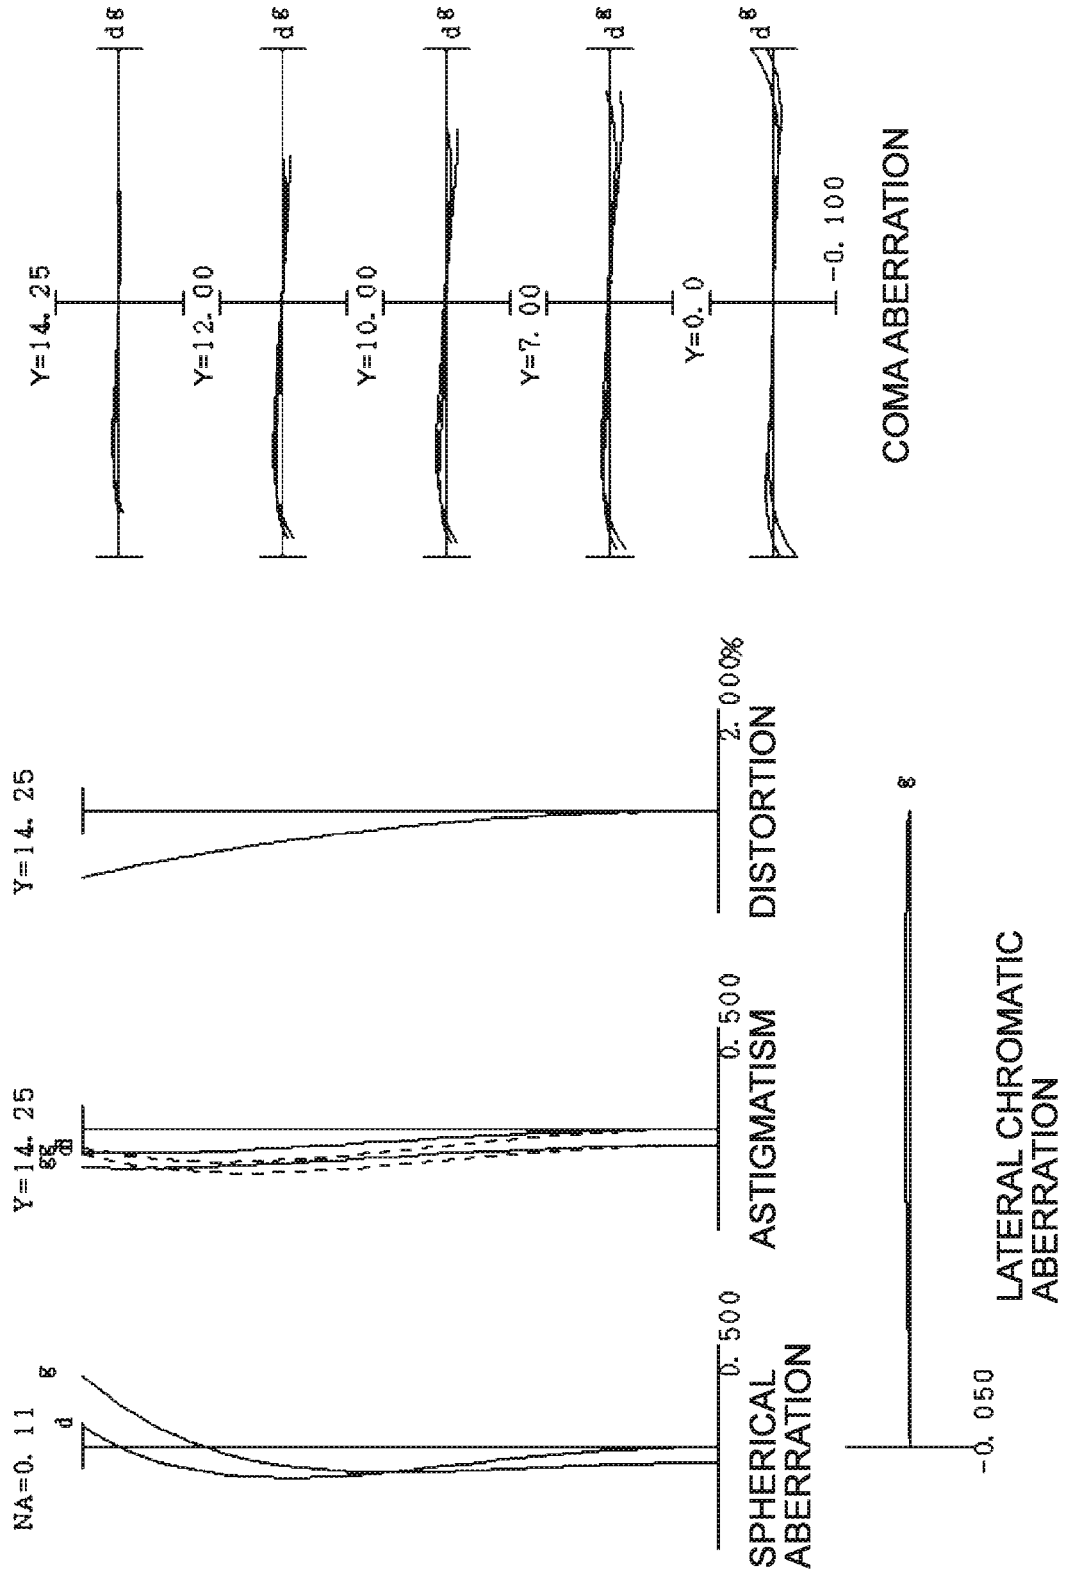 NA=0. 11
d
g
0. 500
SPHERICAL
ABERRATION
Y=14. 25
gg
d
0. 500
ASTIGMATISM
Y=14. 25
2. 000%
DISTORTION
g
-0. 050
LATERAL CHROMATIC
ABERRATION
Y=14. 25
d g
Y=12. 00
d g
Y=10. 00
d g
Y=7. 00
d g
Y=0. 0
d g
-0. 100
COMA ABERRATION